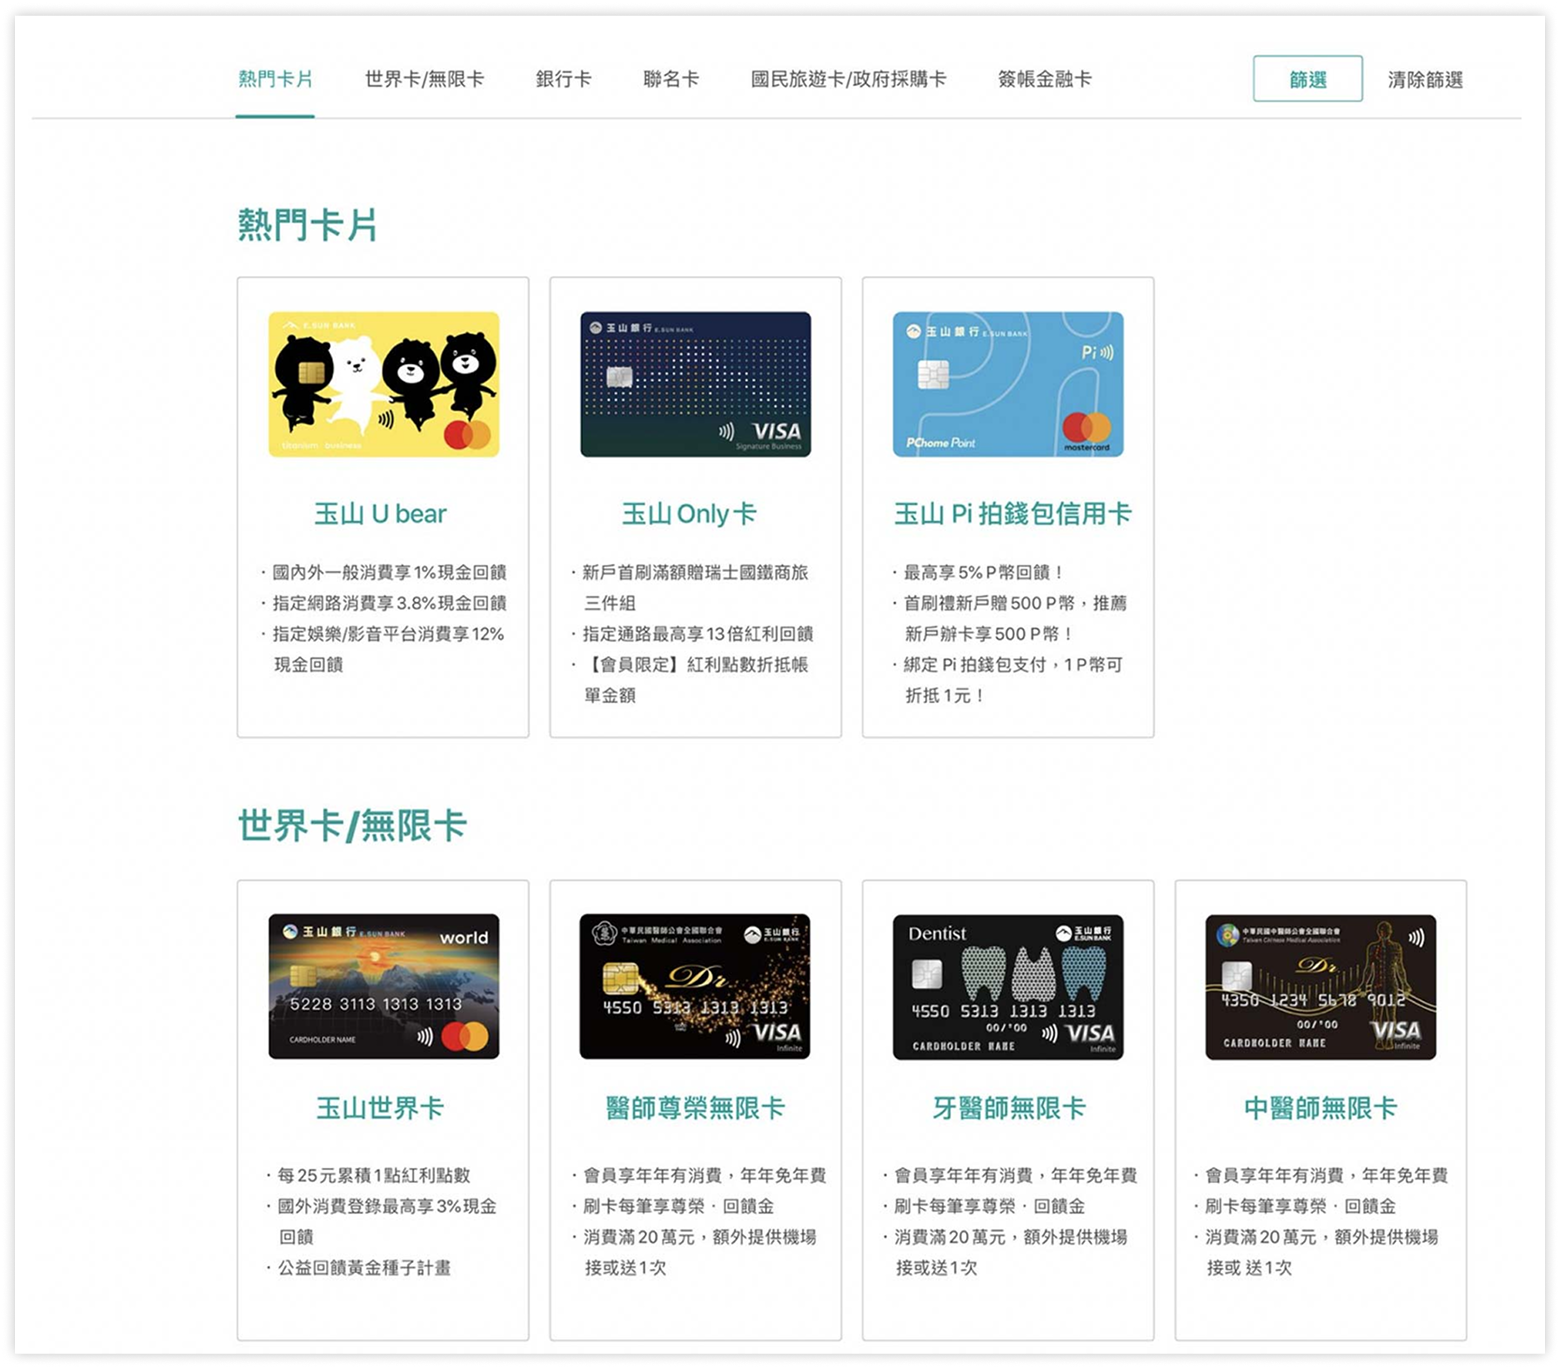 熱門卡片
世界卡/無限卡
銀行卡
聯名卡
國民旅遊卡/政府採購卡
簽帳金融卡
篩選
清除篩選
熱門卡片
E.SUN BANK
Unanism business
玉山 U bear
·國內外一般消費享1%現金回饋
·指定網路消費享3.8%現金回饋
·指定娛樂/影音平台消費享12%
現金回饋
玉山銀行 E.SUN BANK
VISA
Signature Business
玉山Only卡
·新戶首刷滿額贈瑞士國鐵商旅
三件組
·指定通路最高享13倍紅利回饋
·【會員限定】紅利點數折抵帳
單金額
玉山銀行 E.SUN BANK
Pi
PChome Point
mastercard
玉山 Pi 拍錢包信用卡
·最高享5%P幣回饋！
·首刷禮新戶贈500 P幣，推薦
新戶辦卡享500 P幣！
·綁定 Pi 拍錢包支付，1 P幣可
折抵1元！
世界卡/無限卡
玉山銀行 E.SUN BANK
world
5228 3113 1313 1313
CARDHOLDER NAME
玉山世界卡
·每25元累積1點紅利點數
·國外消費登錄最高享3%現金
回饋
·公益回饋黃金種子計畫
中華民國醫師公會全國聯合會
Taiwan Medical Association
玉山銀行
E.SUN BANK
Dr.
4550 5313 1313 1313
VISA
Infinite
醫師尊榮無限卡
·會員享年年有消費，年年免年費
·刷卡每筆享尊榮．回饋金
·消費滿20萬元，額外提供機場
接或送1次
Dentist
玉山銀行
E.SUN BANK
4550 5313 1313 1313
00/'00
VISA
CARDHOLDER NAME
Infinite
牙醫師無限卡
·會員享年年有消費，年年免年費
·刷卡每筆享尊榮．回饋金
·消費滿20萬元，額外提供機場
接或送1次
中華民國中醫師公會全國聯合會
Taiwan Chinese Medical Association
Dr.
4350 1234 5678 9012
00/'00
VISA
CARDHOLDER NAME
Infinite
中醫師無限卡
·會員享年年有消費，年年免年費
·刷卡每筆享尊榮．回饋金
·消費滿20萬元，額外提供機場
接或 送1次